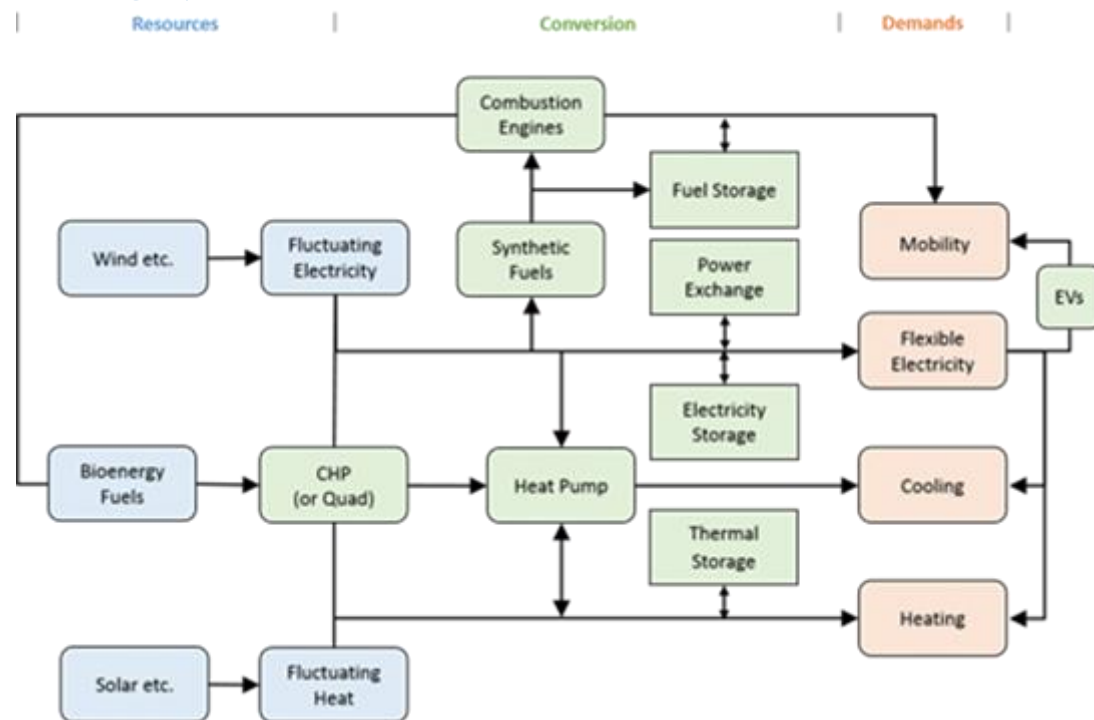 Resources
Conversion
Demands
Combustion
Engines
Fuel Storage
Wind etc.
Fluctuating
Electricity
Synthetic
Fuels
Power
Exchange
Mobility
EVs
Flexible
Electricity
Electricity
Storage
Bioenergy
Fuels
CHP
(or Quad)
Heat Pump
Cooling
Thermal
Storage
Heating
Solar etc.
Fluctuating
Heat